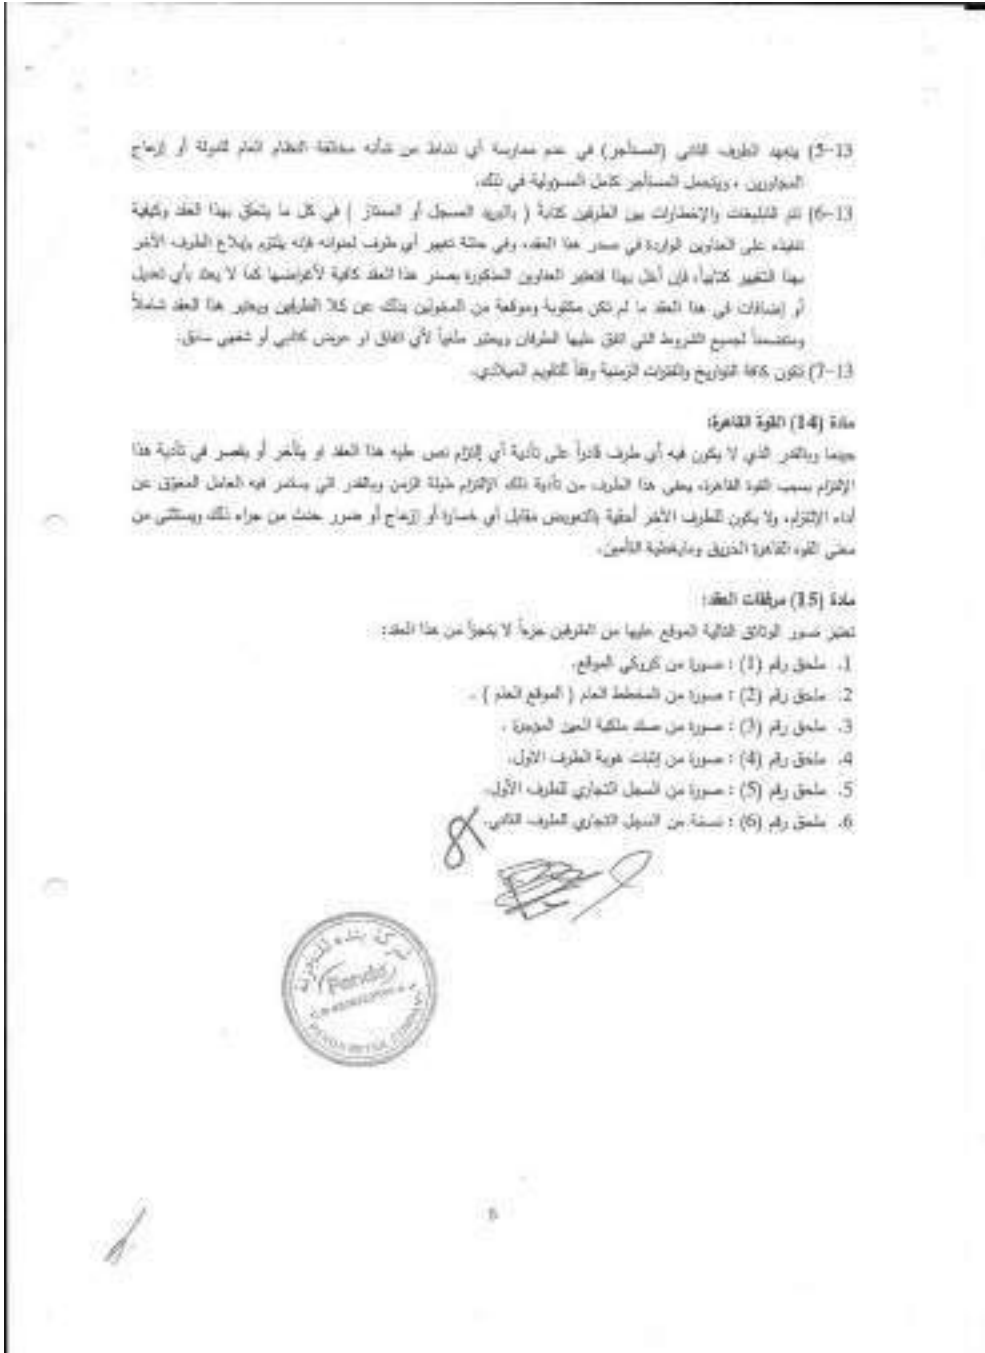 13-5) يتعهد الطرف الثاني (المستأجر) في عدم ممارسة أي نشاط من شأنه مخالفة النظام العام للدولة أو إزعاج
المجاورين ، ويتحمل المستأجر كامل المسؤولية في ذلك.
13-6) تتم التبليغات والإخطارات بين الطرفين كتابة ( بالبريد المسجل أو الممتاز ) في كل ما يتعلق بهذا العقد وكيفية
تنفيذه على العناوين الواردة في صدر هذا العقد، وفي حالة تغيير أي طرف لعنوانه فإنه يلتزم بإبلاغ الطرف الآخر
بهذا التغيير كتابياً، فإن أخل بهذا فتعتبر العناوين المذكورة بصدر هذا العقد كافية لأغراضها كما لا يعتد بأي تعديل
أو إضافات في هذا العقد ما لم تكن مكتوبة وموقعة من المخولين بذلك عن كلا الطرفين ويعتبر هذا العقد شاملاً
ومتضمناً لجميع الشروط التي اتفق عليها الطرفان ويعتبر ملغياً لأي اتفاق او عرض كتابي أو شفهي سابق.
13-7) تكون كافة التواريخ والفترات الزمنية وفقاً للتقويم الميلادي.
مادة (14) القوة القاهرة:
حينما وبالقدر الذي لا يكون فيه أي طرف قادراً على تأدية أي إلتزام نص عليه هذا العقد او يتأخر أو يقصر في تأدية هذا
الإلتزام بسبب القوة القاهرة، يعفى هذا الطرف من تأدية ذلك الإلتزام طيلة الزمن وبالقدر التي يستمر فيه العامل المعوّق عن
أداء الإلتزام، ولا يكون للطرف الآخر أحقية بالتعويض مقابل أي خسارة أو إزعاج أو ضرر حدث من جراء ذلك ويستثنى من
معنى القوه القاهرة الحريق ومايغطية التأمين.
مادة (15) مرفقات العقد:
تعتبر صور الوثائق التالية الموقع عليها من الطرفين جزءاً لا يتجزأ من هذا العقد:
1. ملحق رقم (1) : صورة من كروكي الموقع.
2. ملحق رقم (2) : صورة من المخطط العام ( الموقع العام ) .
3. ملحق رقم (3) : صورة من صك ملكية العين المؤجرة .
4. ملحق رقم (4) : صورة من إثبات هوية الطرف الاول.
5. ملحق رقم (5) : صورة من السجل التجاري للطرف الأول.
6. ملحق رقم (6) : نسخة من السجل التجاري للطرف الثاني.
شركة بنده للتجزئة
Panda
PANDA RETAIL COMPANY